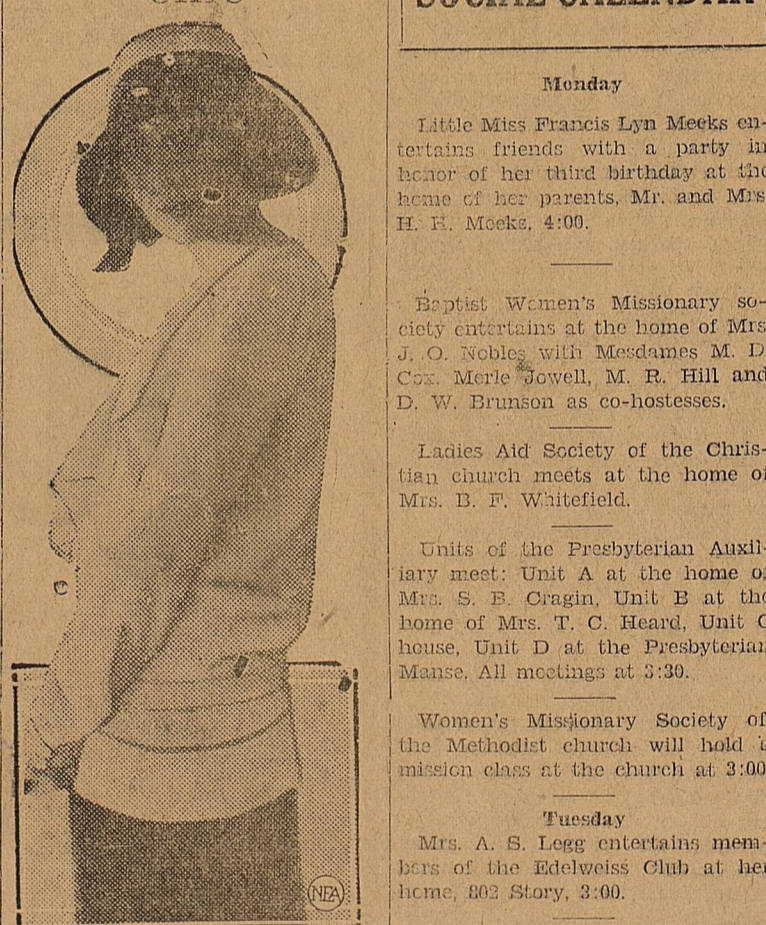 SOCIAL CALENDAR
Monday
Little Miss Francis Lyn Meeks en-
tertains friends with a party in
honor of her third birthday at the
home of her parents, Mr. and Mrs
H. H. Meeks, 4:00.
Baptist Women's Missionary so-
ciety entertains at the home of Mrs
J. O. Nobles with Mesdames M. D
Cox. Merle Jowell, M. R. Hill and
D. W. Brunson as co-hostesses.
Ladies Aid Society of the Chris-
tian church meets at the home of
Mrs. B. F. Whitefield.
Units of the Presbyterian Auxil-
iary meet: Unit A at the home of
Mrs. S. B. Cragin, Unit B at the
home of Mrs. T. C. Heard, Unit C
house, Unit D at the Presbyterian
Manse. All meetings at 3:30.
Women's Missionary Society of
the Methodist church will hold a
mission class at the church at 3:00
Tuesday
Mrs. A. S. Legg entertains mem-
bers of the Edelweiss Club at her
home, 802 Story, 3:00.
NEA